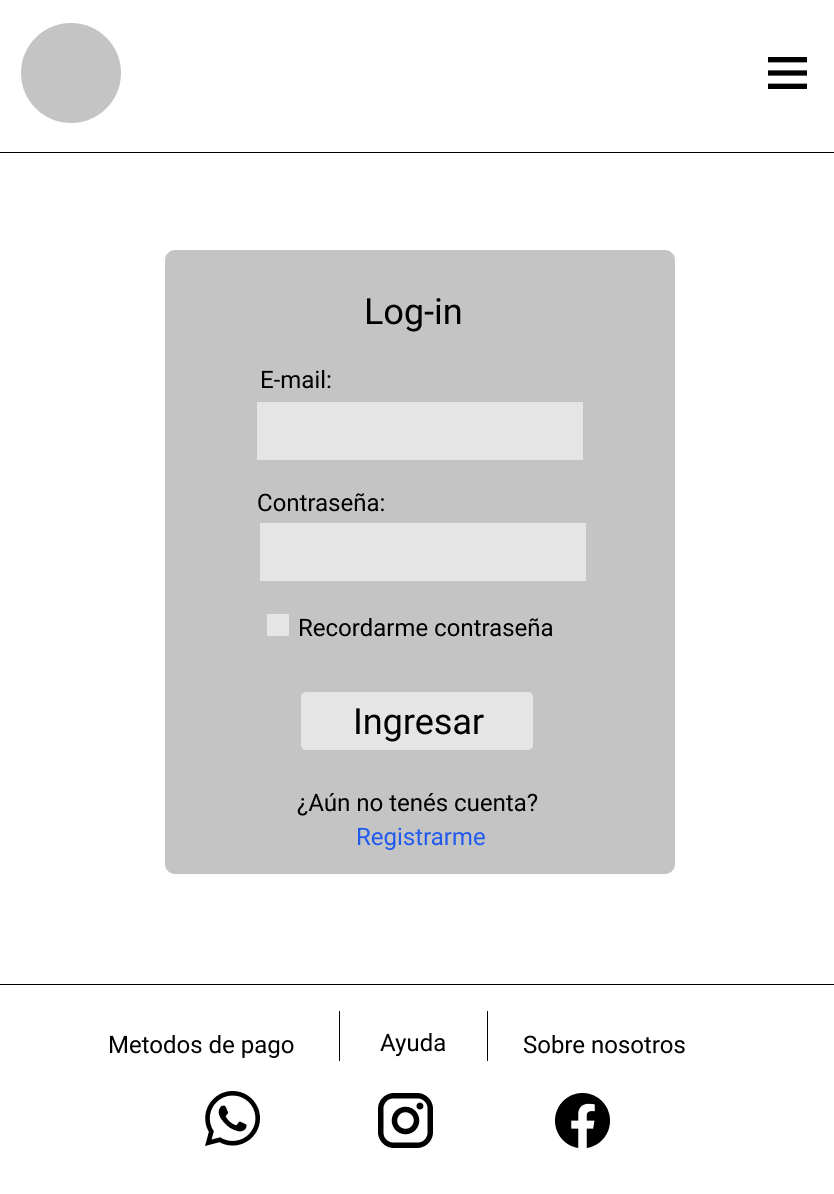 Log-in
E-mail:
Contraseña:
Recordarme contraseña
Ingresar
¿Aún no tenés cuenta?
Registrarme
Metodos de pago
Ayuda
Sobre nosotros